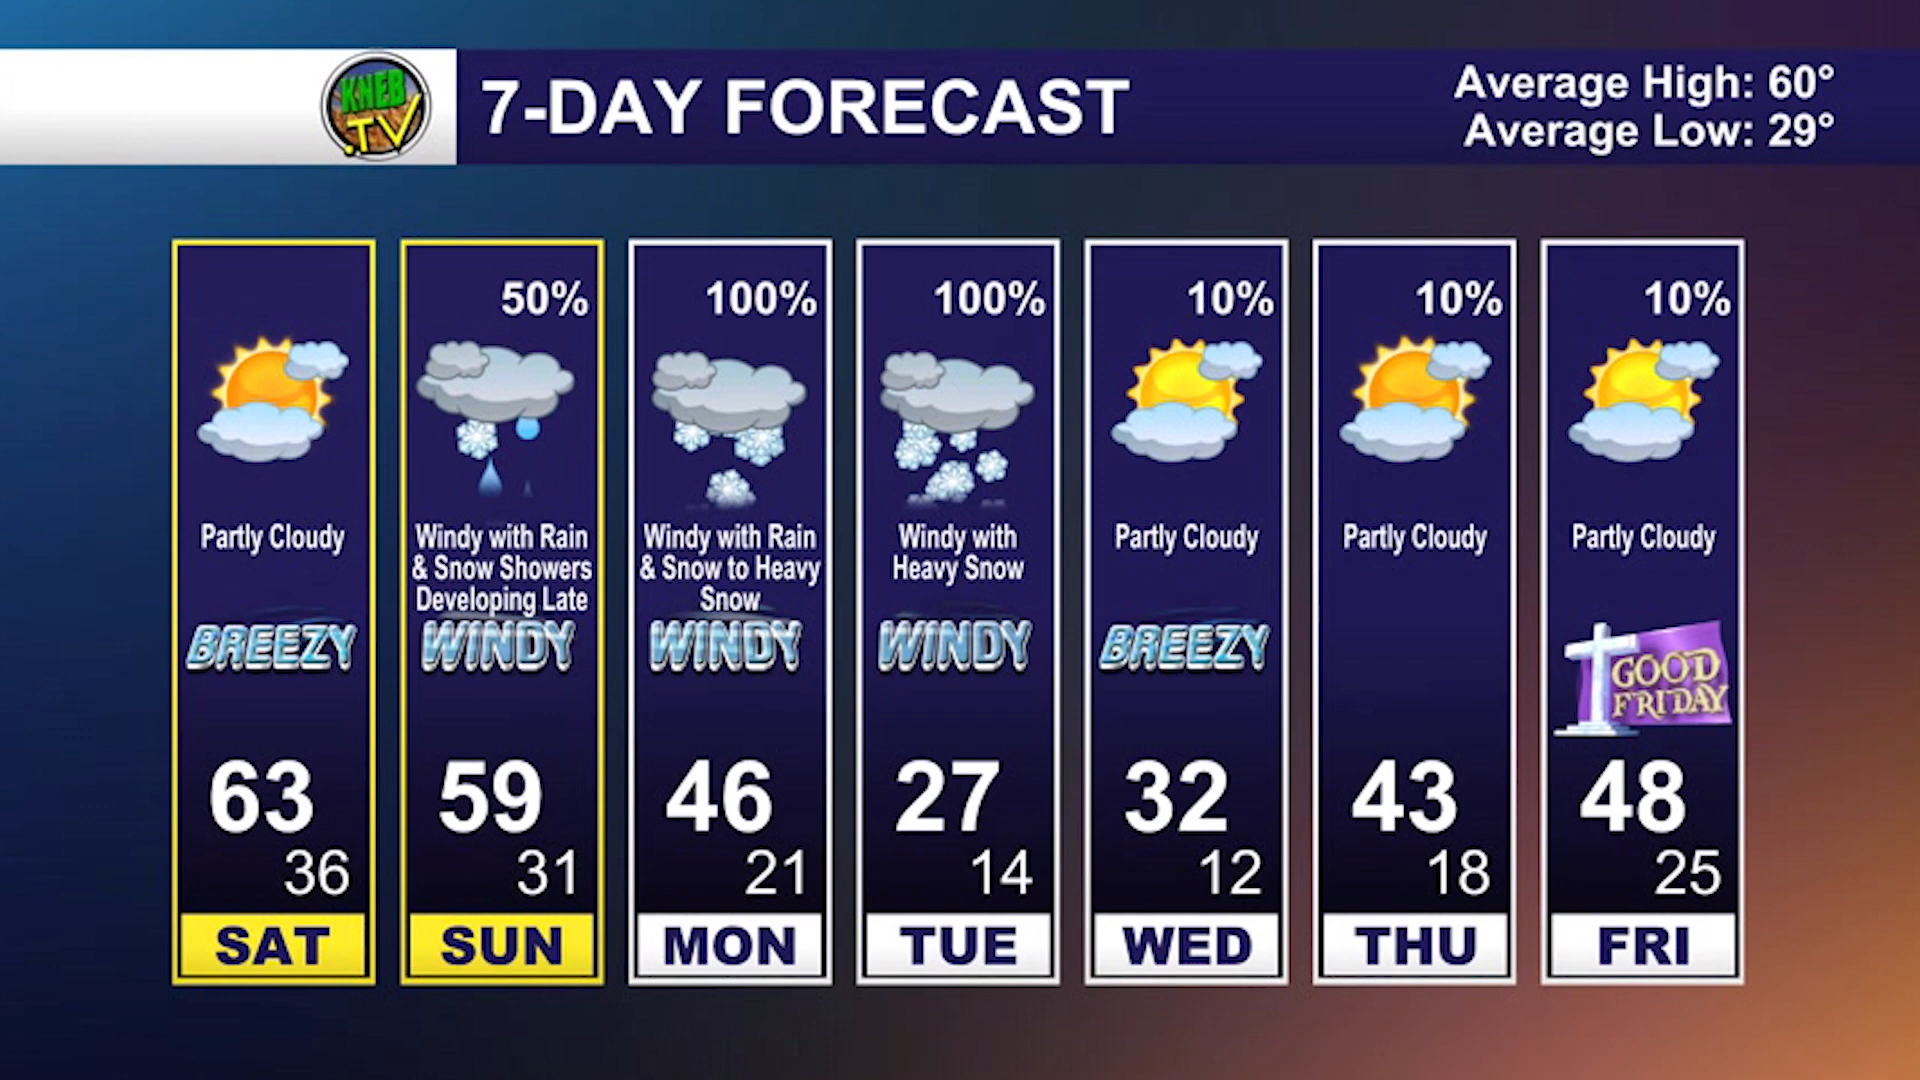 KNEB
.TV
7-DAY FORECAST
Average High: 60°
Average Low: 29°
Partly Cloudy
BREEZY
63
36
SAT
50%
Windy with Rain
& Snow Showers
Developing Late
WINDY
59
31
SUN
100%
Windy with Rain
& Snow to Heavy
Snow
WINDY
46
21
MON
100%
Windy with
Heavy Snow
WINDY
27
14
TUE
10%
Partly Cloudy
BREEZY
32
12
WED
10%
Partly Cloudy
43
18
THU
10%
Partly Cloudy
GOOD
FRIDAY
48
25
FRI